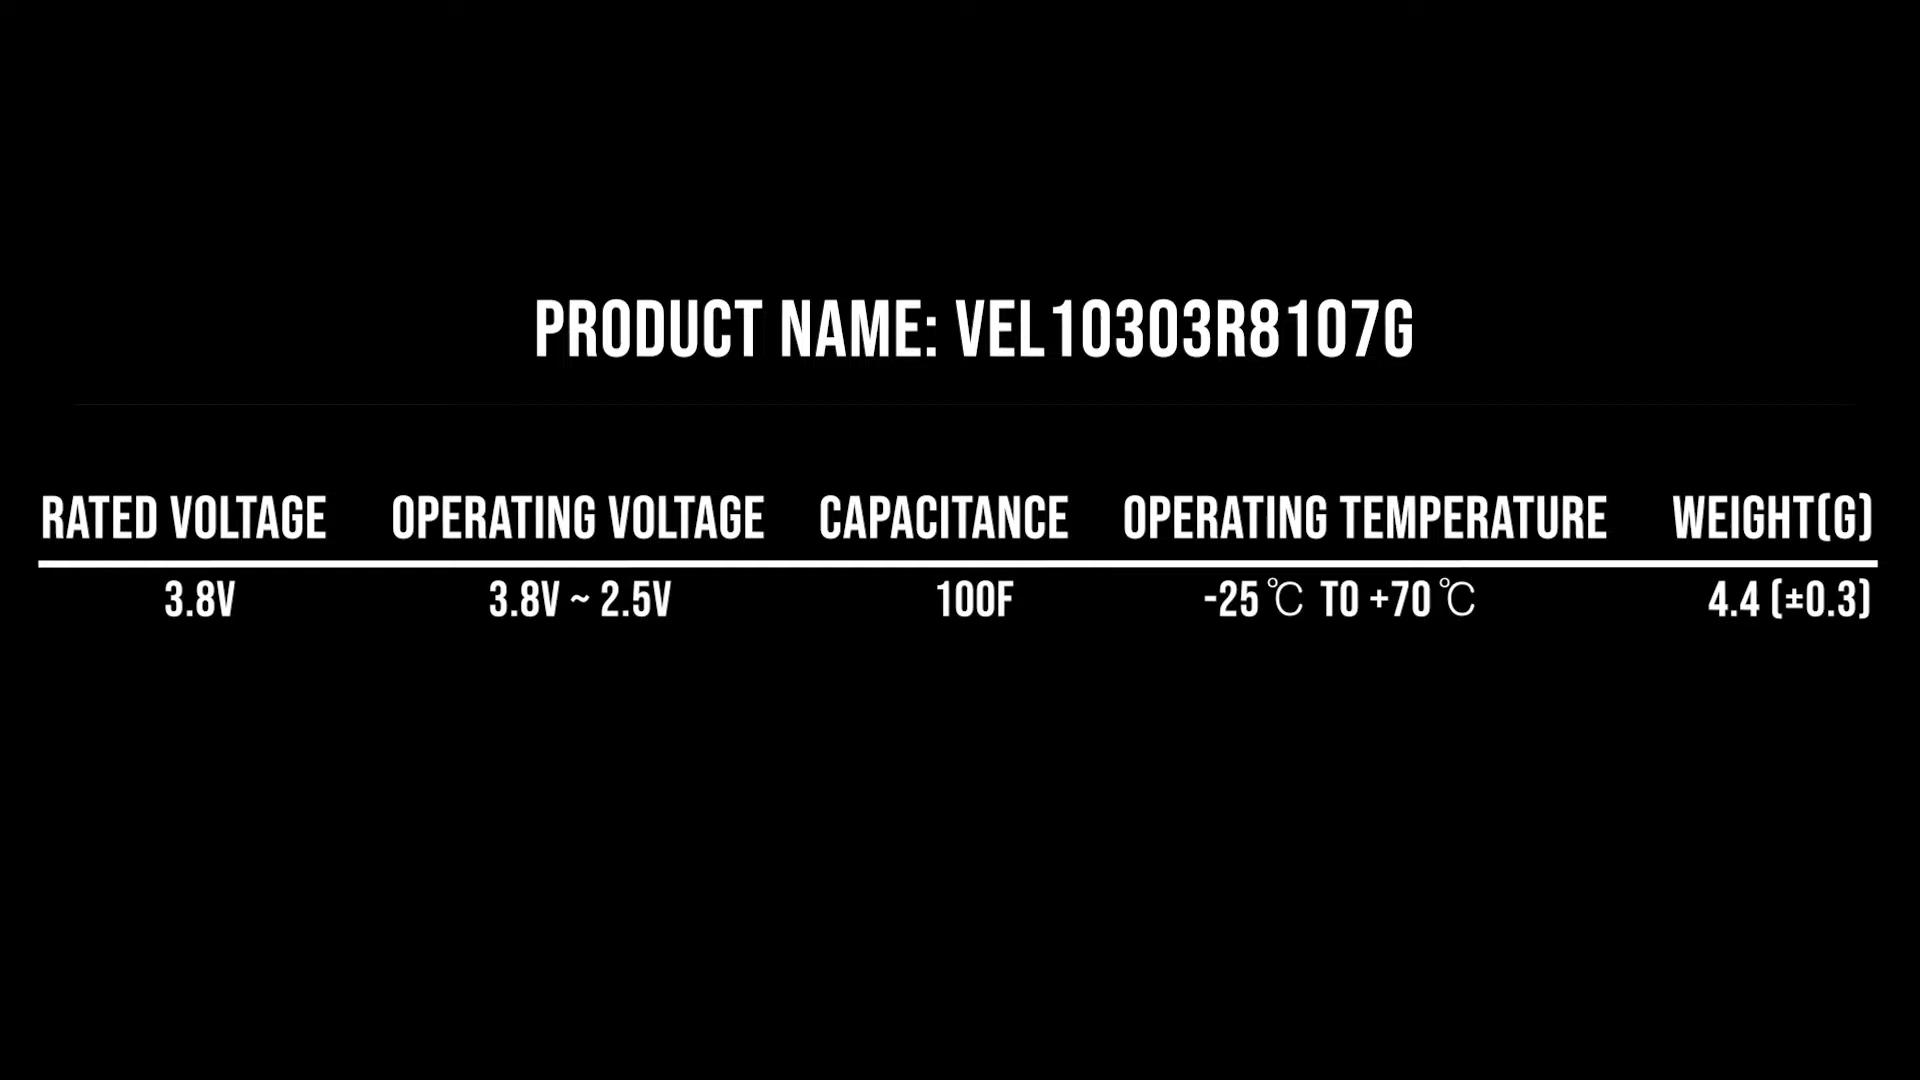 PRODUCT NAME: VEL10303R8107G
RATED VOLTAGE OPERATING VOLTAGE CAPACITANCE OPERATING TEMPERATURE WEIGHT(G)
3.8V 3.8V ~ 2.5V 100F -25℃ TO +70℃ 4.4 (±0.3)